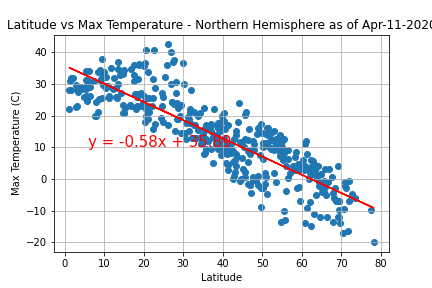 Latitude vs Max Temperature - Northern Hemisphere as of Apr-11-2020
Max Temperature (C)
40
30
20
10
0
−10
−20
y = -0.58x +
0 10 20 30 40 50 60 70 80
Latitude